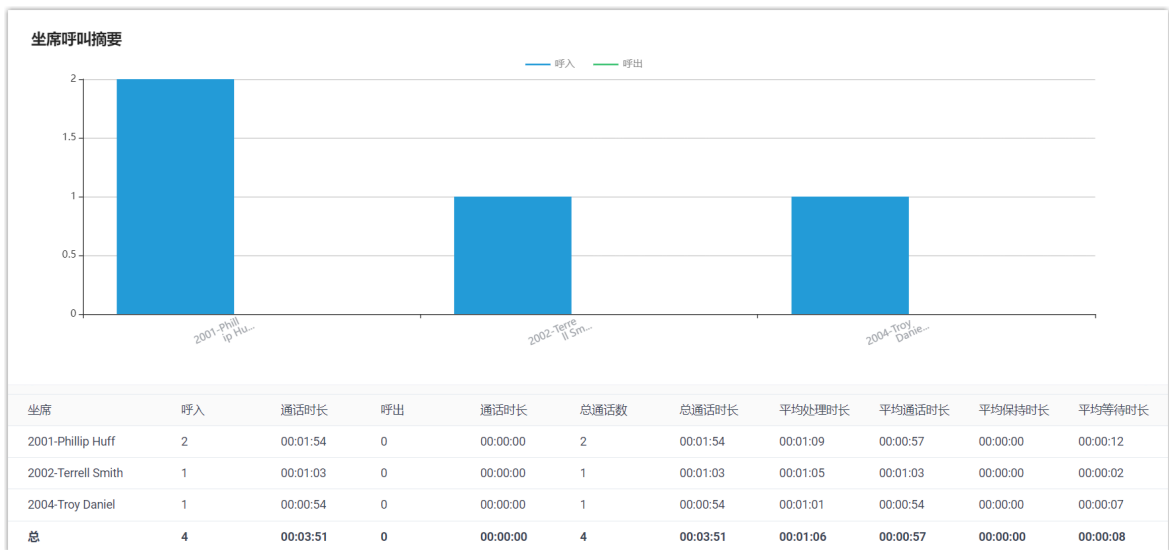 坐席呼叫摘要
呼入 呼出
2
1.5
1
0.5
0
2001-Phill
ip Hu...
2002-Terre
ll Sm...
2004-Troy
Danie...
坐席 呼入 通话时长 呼出 通话时长 总通话数 总通话时长 平均处理时长 平均通话时长 平均保持时长 平均等待时长
2001-Phillip Huff 2 00:01:54 0 00:00:00 2 00:01:54 00:01:09 00:00:57 00:00:00 00:00:12
2002-Terrell Smith 1 00:01:03 0 00:00:00 1 00:01:03 00:01:05 00:01:03 00:00:00 00:00:02
2004-Troy Daniel 1 00:00:54 0 00:00:00 1 00:00:54 00:01:01 00:00:54 00:00:00 00:00:07
总 4 00:03:51 0 00:00:00 4 00:03:51 00:01:06 00:00:57 00:00:00 00:00:08